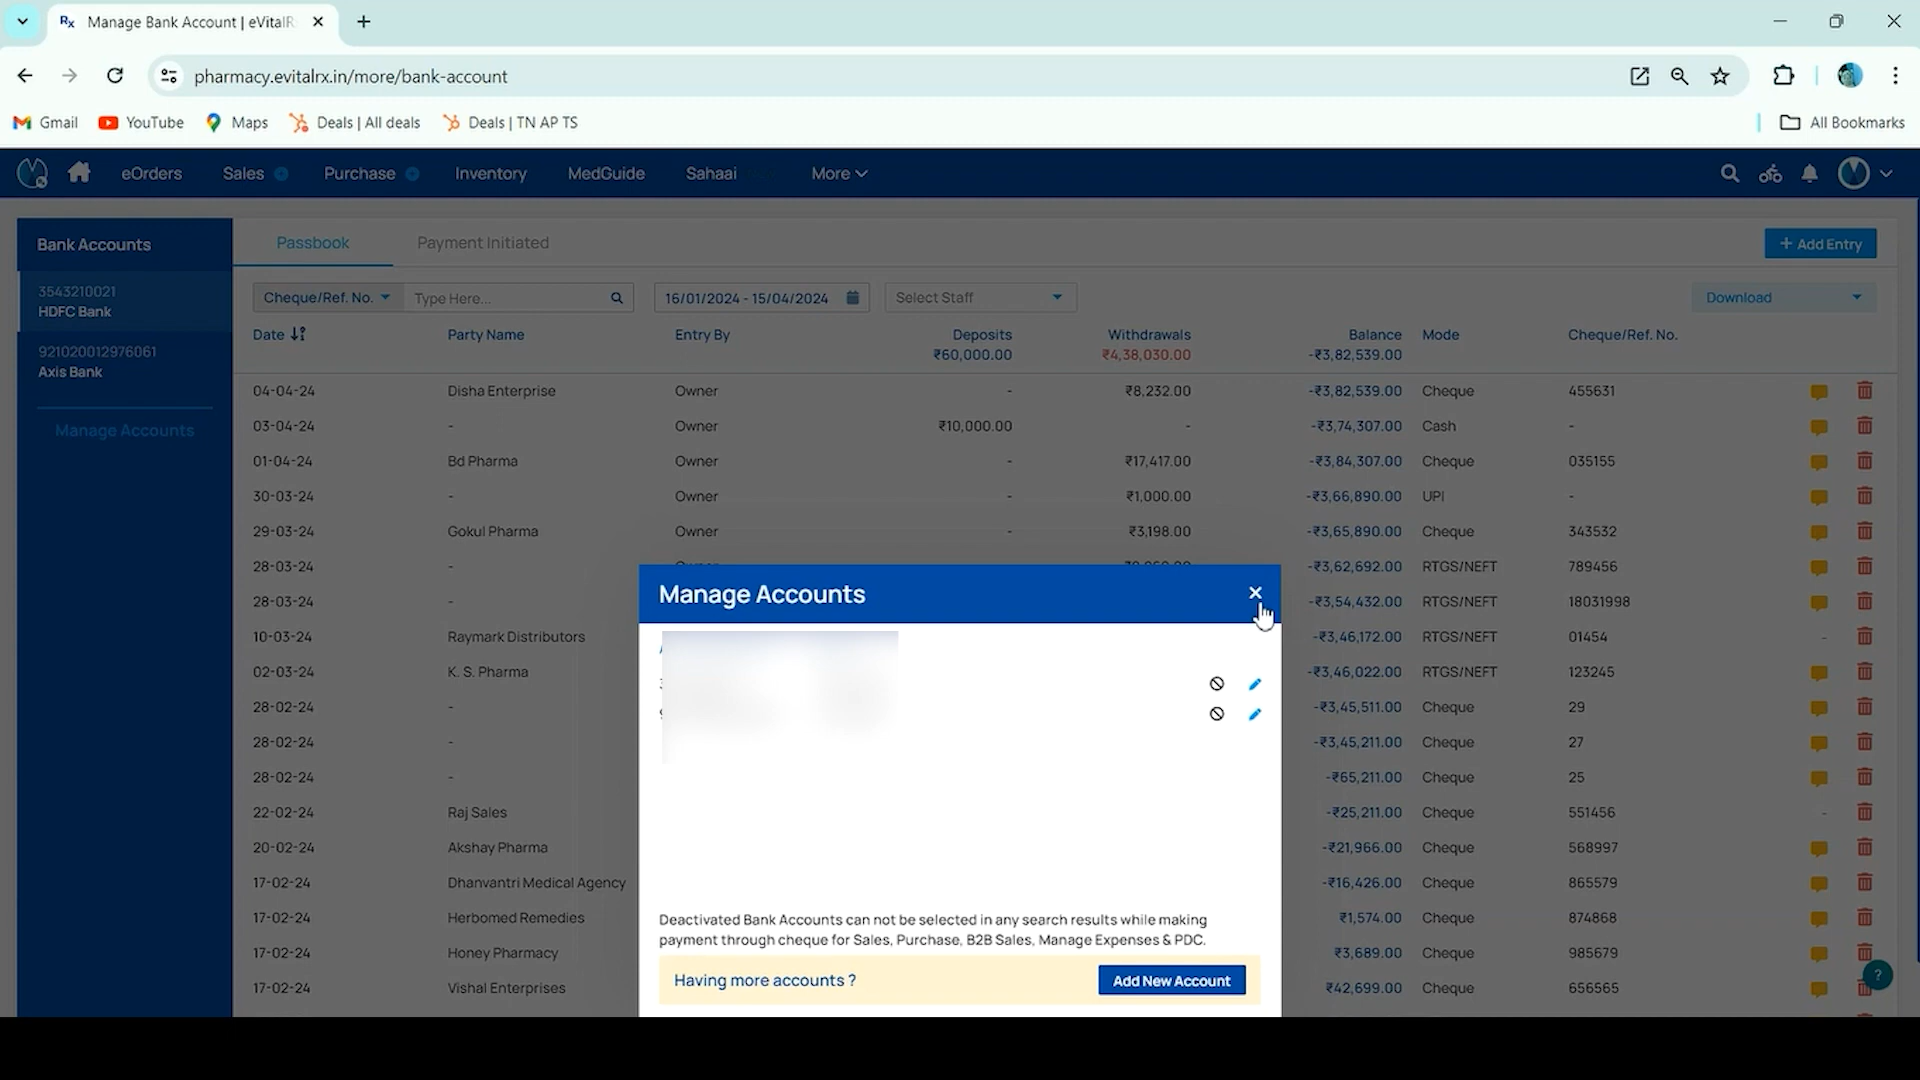 Rx Manage Bank Account | eVitalR
pharmacy.evitalrx.in/more/bank-account
Gmail YouTube Maps Deals | All deals Deals | TN AP TS All Bookmarks
eOrders Sales Purchase Inventory MedGuide Sahaai More
Bank Accounts
3543210021
HDFC Bank
921020012976061
Axis Bank
Manage Accounts
Passbook Payment Initiated + Add Entry
Cheque/Ref. No. Type Here... 16/01/2024 - 15/04/2024 Select Staff Download
Date Party Name Entry By Deposits Withdrawals Balance Mode Cheque/Ref. No.
₹60,000.00 ₹4,38,030.00 -₹3,82,539.00
04-04-24 Disha Enterprise Owner - ₹8,232.00 -₹3,82,539.00 Cheque 455631
03-04-24 - Owner ₹10,000.00 - -₹3,74,307.00 Cash -
01-04-24 Bd Pharma Owner - ₹17,417.00 -₹3,84,307.00 Cheque 035155
30-03-24 - Owner - ₹1,000.00 -₹3,66,890.00 UPI -
29-03-24 Gokul Pharma Owner - ₹3,198.00 -₹3,65,890.00 Cheque 343532
28-03-24 - -₹3,62,692.00 RTGS/NEFT 789456
28-03-24 - -₹3,54,432.00 RTGS/NEFT 18031998
10-03-24 Raymark Distributors -₹3,46,172.00 RTGS/NEFT 01454 -
02-03-24 K. S. Pharma -₹3,46,022.00 RTGS/NEFT 123245
28-02-24 - -₹3,45,511.00 Cheque 29
28-02-24 - -₹3,45,211.00 Cheque 27
28-02-24 - -₹65,211.00 Cheque 25
22-02-24 Raj Sales -₹25,211.00 Cheque 551456 -
20-02-24 Akshay Pharma -₹21,966.00 Cheque 568997
17-02-24 Dhanvantri Medical Agency -₹16,426.00 Cheque 865579
17-02-24 Herbomed Remedies ₹1,574.00 Cheque 874868
17-02-24 Honey Pharmacy ₹3,689.00 Cheque 985679
17-02-24 Vishal Enterprises ₹42,699.00 Cheque 656565
?
Manage Accounts
Deactivated Bank Accounts can not be selected in any search results while making
payment through cheque for Sales, Purchase, B2B Sales, Manage Expenses & PDC.
Having more accounts ? Add New Account